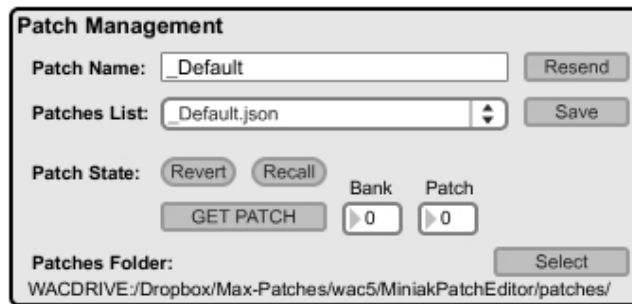 Patch Management
Patch Name: _Default Resend
Patches List: _Default.json Save
Patch State: Revert Recall
Bank Patch
GET PATCH 0 0
Patches Folder: Select
WACDRIVE:/Dropbox/Max-Patches/wac5/MiniakPatchEditor/patches/